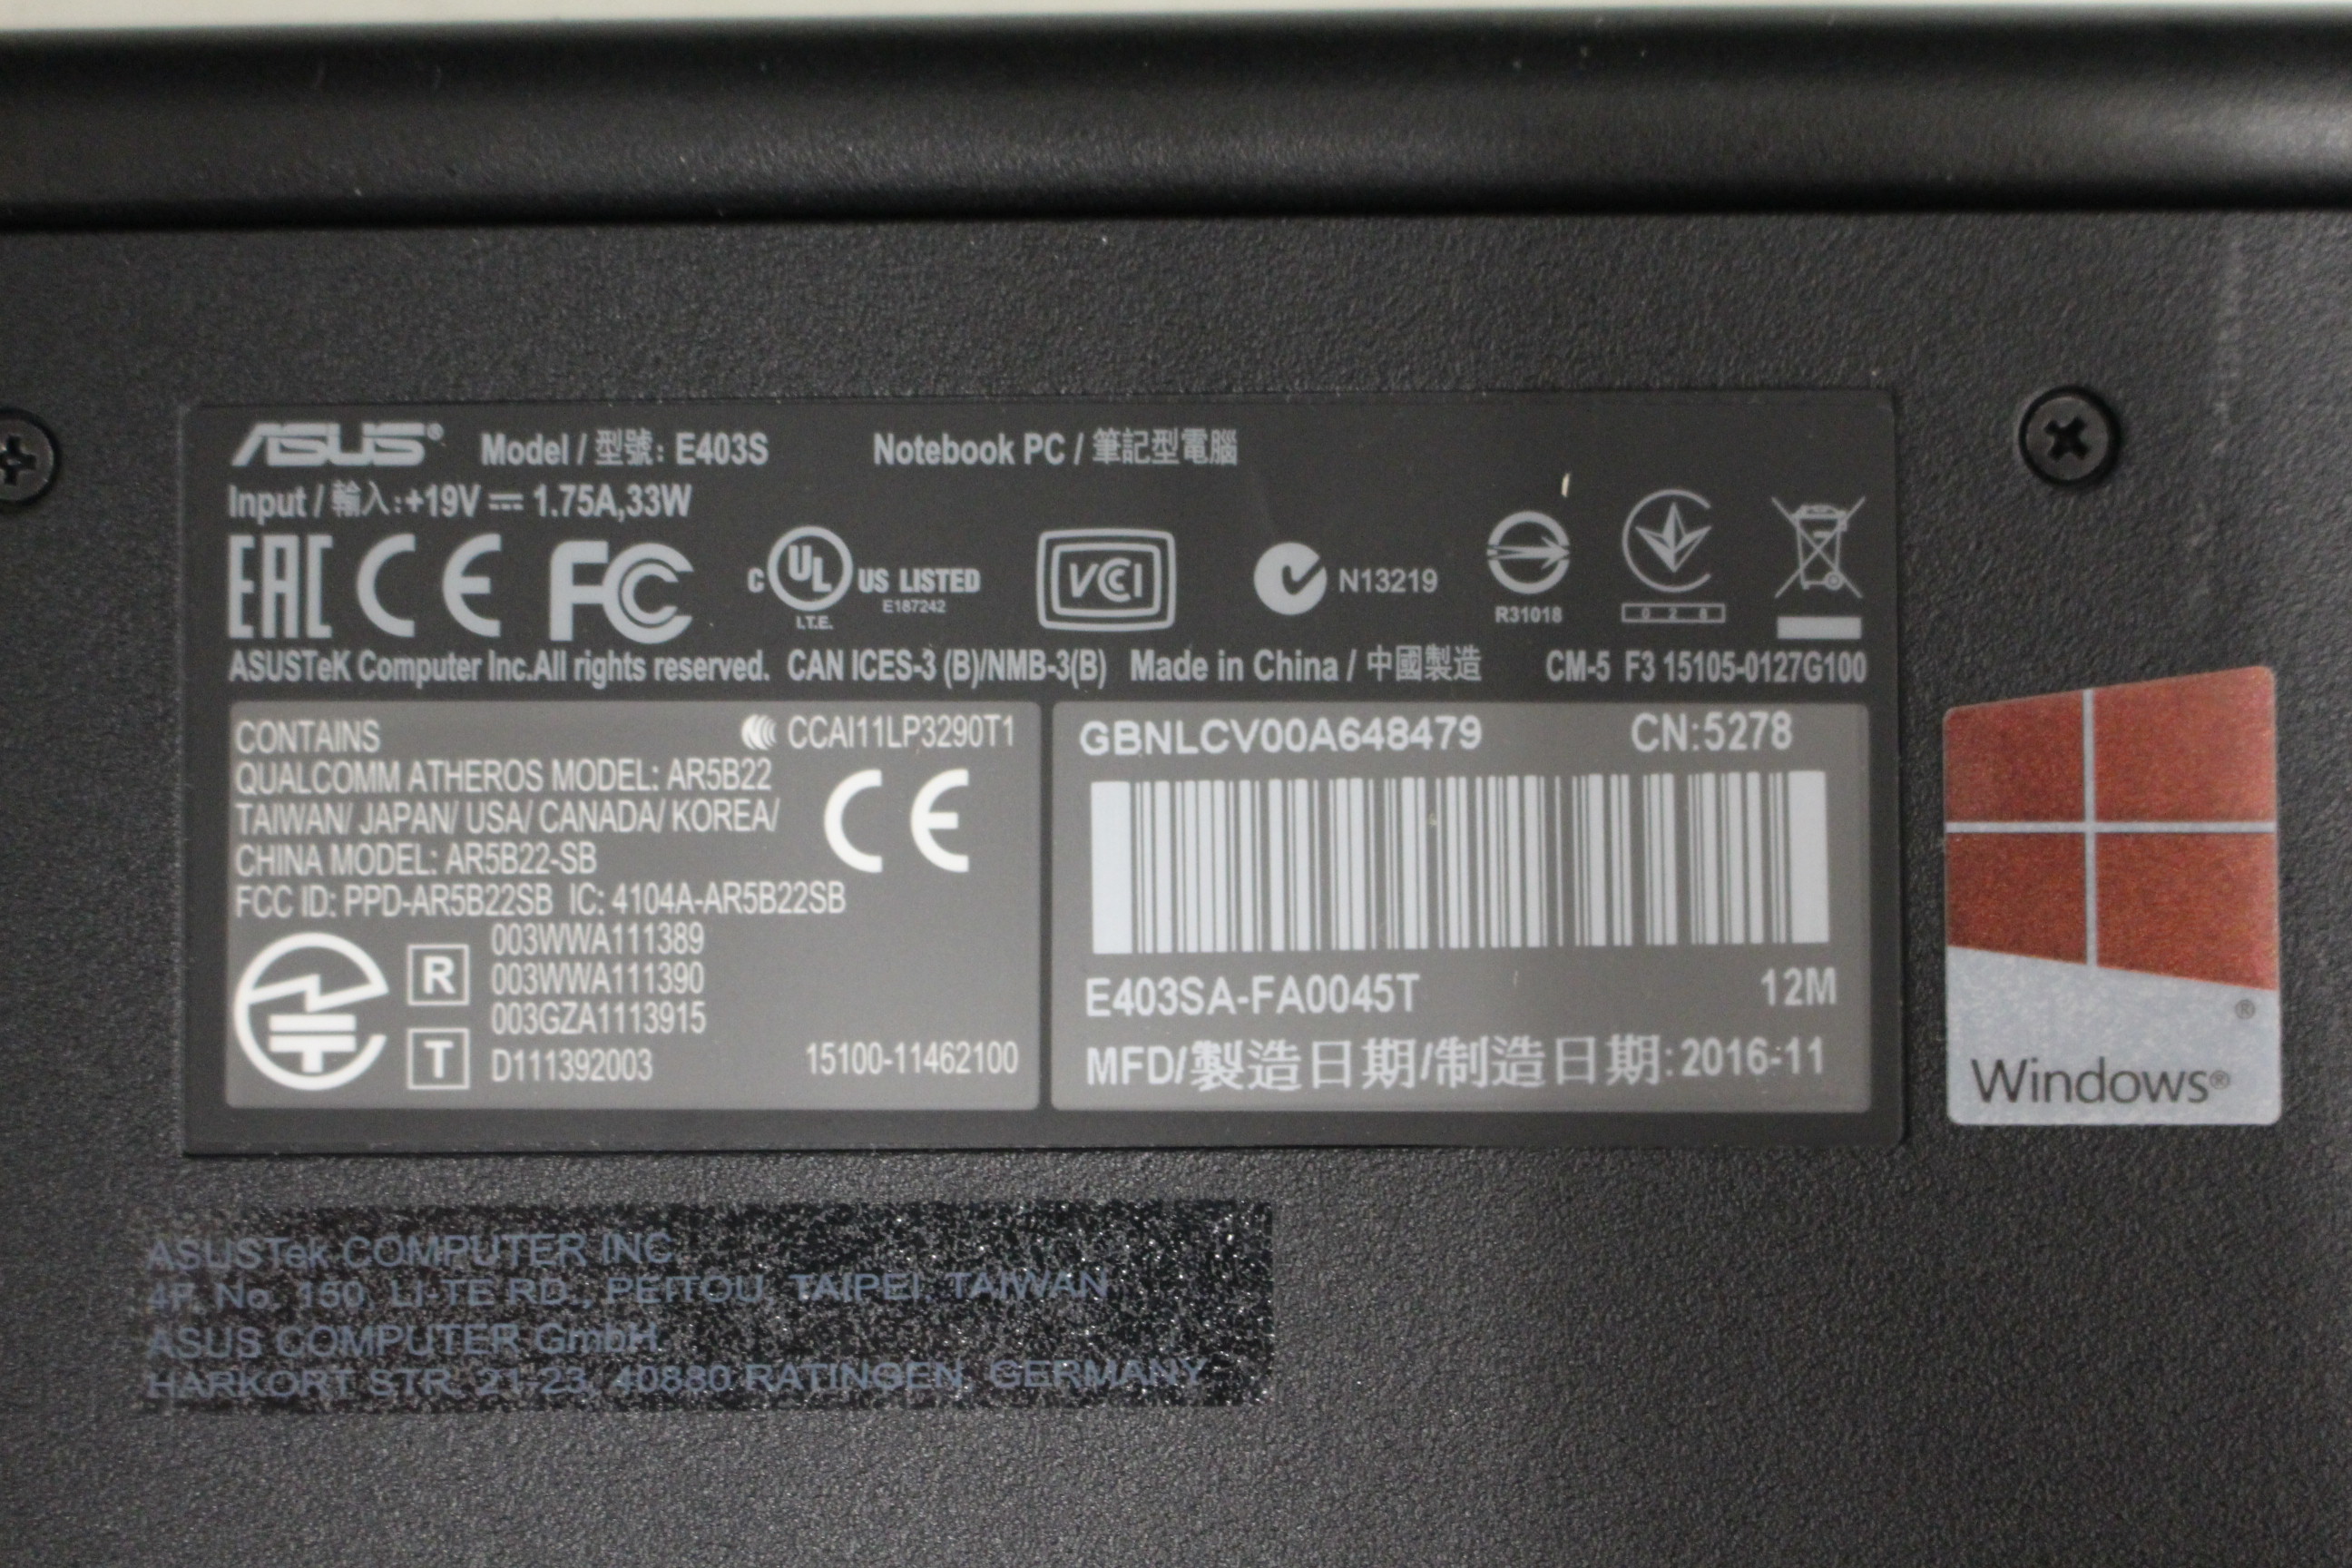 ASUS® Model / 型號: E403S Notebook PC / 筆記型電腦
Input / 輸入:+19V ⎓ 1.75A,33W
EAC CE FC C UL US LISTED VCCI N13219
I.T.E. E187242 R31018 028
ASUSTeK Computer Inc.All rights reserved. CAN ICES-3 (B)/NMB-3(B) Made in China / 中國製造 CM-5 F3 15105-0127G100
CONTAINS CCAI11LP3290T1
QUALCOMM ATHEROS MODEL: AR5B22
TAIWAN/ JAPAN/ USA/ CANADA/ KOREA/
CHINA MODEL: AR5B22-SB
CE
FCC ID: PPD-AR5B22SB IC: 4104A-AR5B22SB
R 003WWA111389
003WWA111390
003GZA1113915
T D111392003 15100-11462100
GBNLCV00A648479 CN:5278
E403SA-FA0045T 12M
MFD/製造日期/制造日期:2016-11
®
Windows®
ASUSTek COMPUTER INC.
4F, No. 150, LI-TE RD., PEITOU, TAIPEI, TAIWAN
ASUS COMPUTER GmbH.
HARKORT STR. 21-23, 40880 RATINGEN, GERMANY